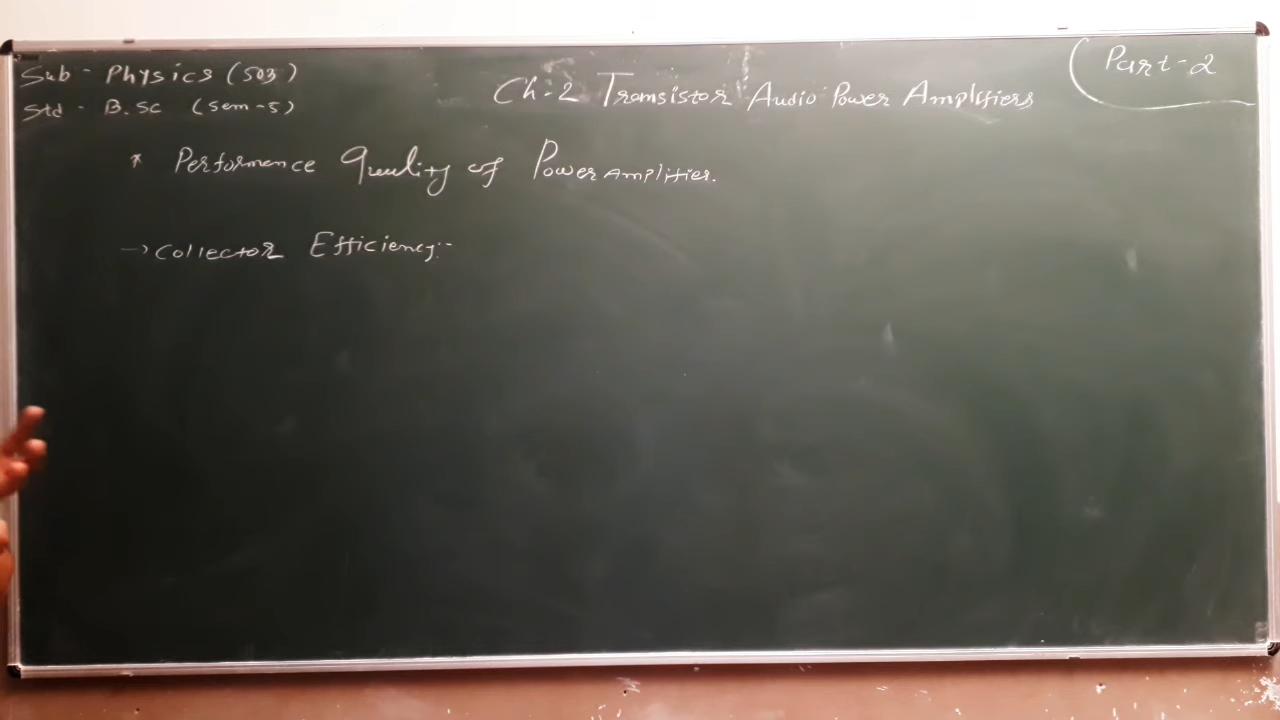 Sub - Physics (503)
Std - B.Sc (Sem-5)
Ch-2 Transistor Audio Power Amplifiers
Part-2
* Performence Quality of Power amplifier.
→ Collector Efficiency:-